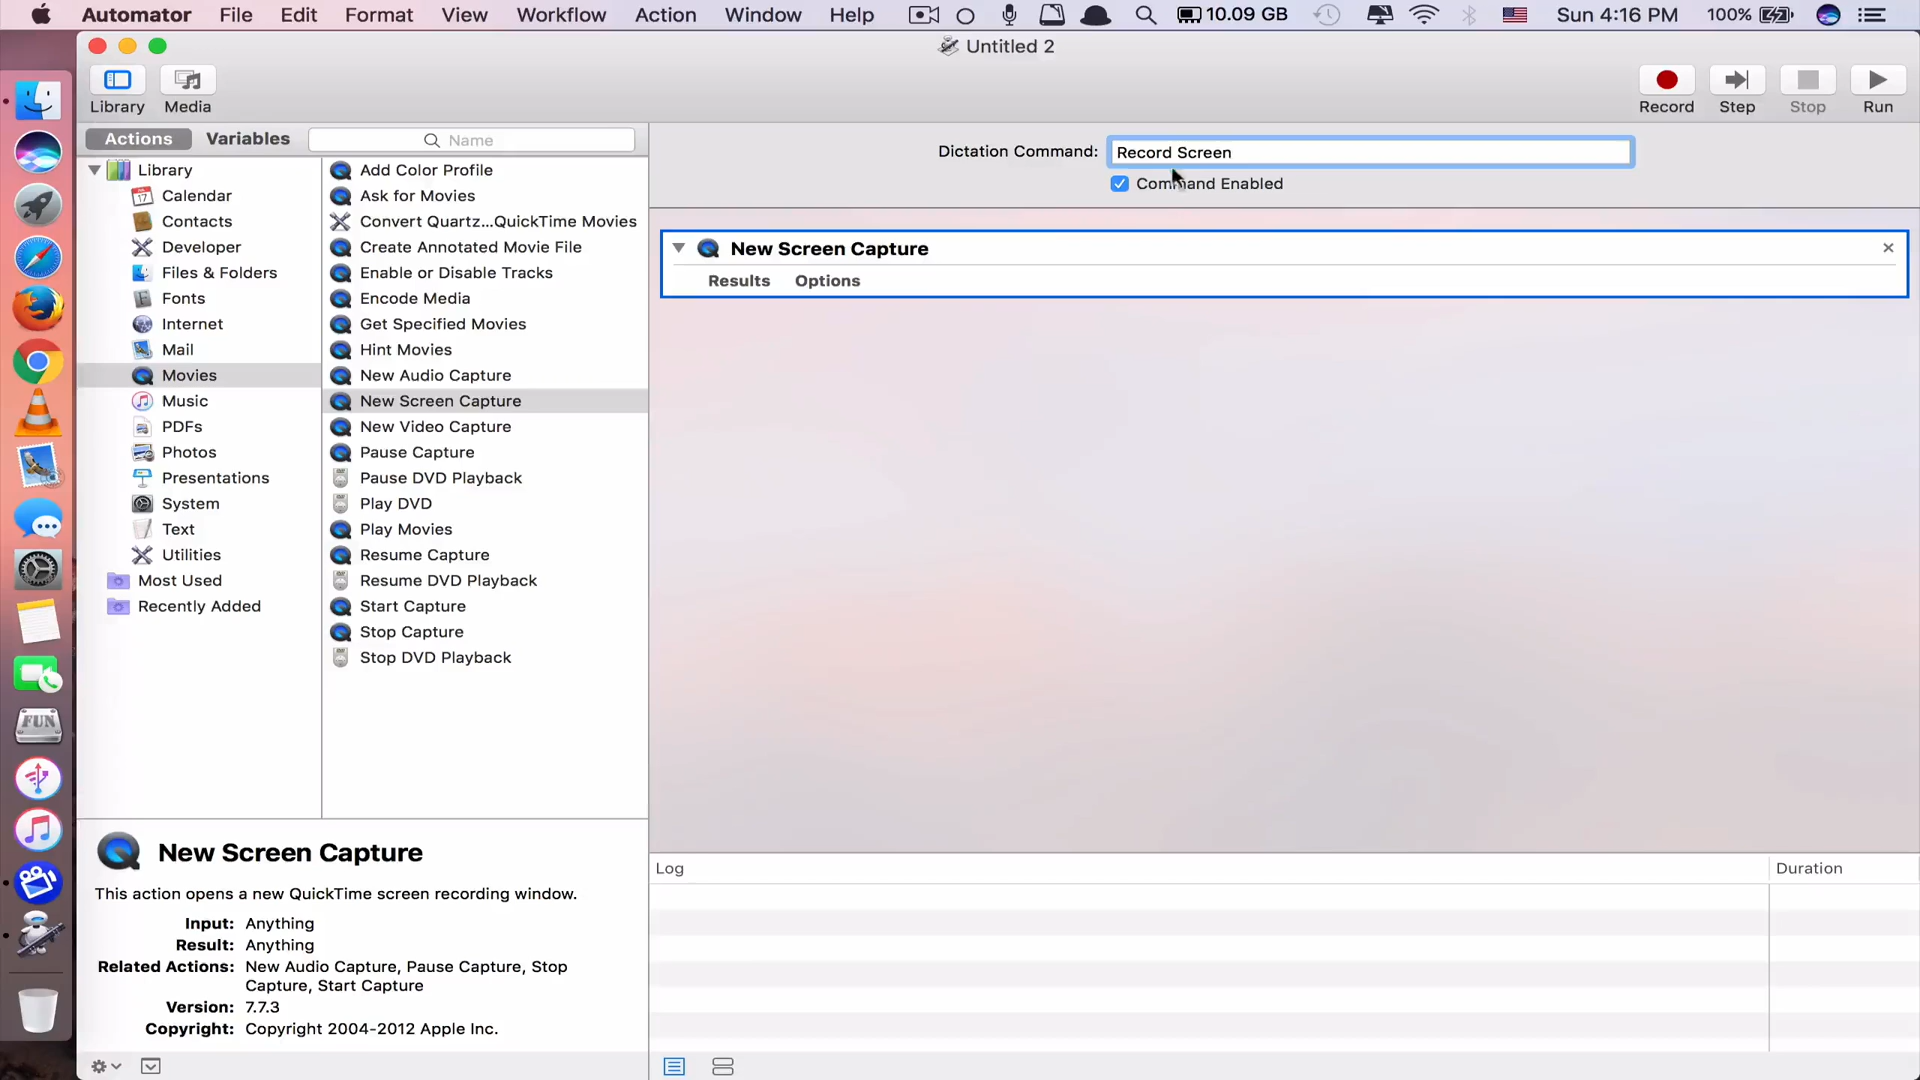 Automator File Edit Format View Workflow Action Window Help 10.09 GB Sun 4:16 PM 100%
Untitled 2
Library Media Record Step Stop Run
Actions Variables Name
Dictation Command: Record Screen
Command Enabled
Library
Calendar
Contacts
Developer
Files & Folders
Fonts
Internet
Mail
Movies
Music
PDFs
Photos
Presentations
System
Text
Utilities
Most Used
Recently Added
Add Color Profile
Ask for Movies
Convert Quartz...QuickTime Movies
Create Annotated Movie File
Enable or Disable Tracks
Encode Media
Get Specified Movies
Hint Movies
New Audio Capture
New Screen Capture
New Video Capture
Pause Capture
Pause DVD Playback
Play DVD
Play Movies
Resume Capture
Resume DVD Playback
Start Capture
Stop Capture
Stop DVD Playback
New Screen Capture
Results Options
FUN
New Screen Capture
This action opens a new QuickTime screen recording window.
Input: Anything
Result: Anything
Related Actions: New Audio Capture, Pause Capture, Stop
Capture, Start Capture
Version: 7.7.3
Copyright: Copyright 2004-2012 Apple Inc.
Log Duration